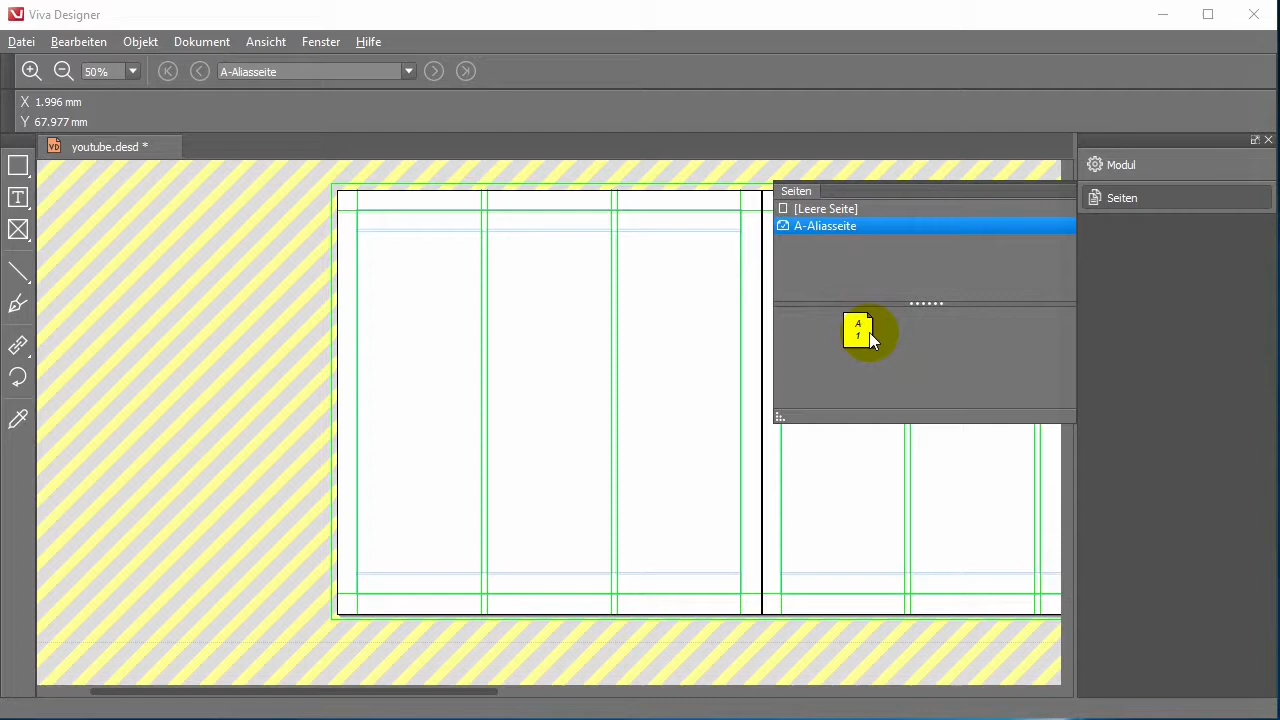 Viva Designer
Datei Bearbeiten Objekt Dokument Ansicht Fenster Hilfe
50% A-Aliasseite
X 1.996 mm
Y 67.977 mm
youtube.desd *
Modul
Seiten
Seiten
[Leere Seite]
A-Aliasseite
A
1